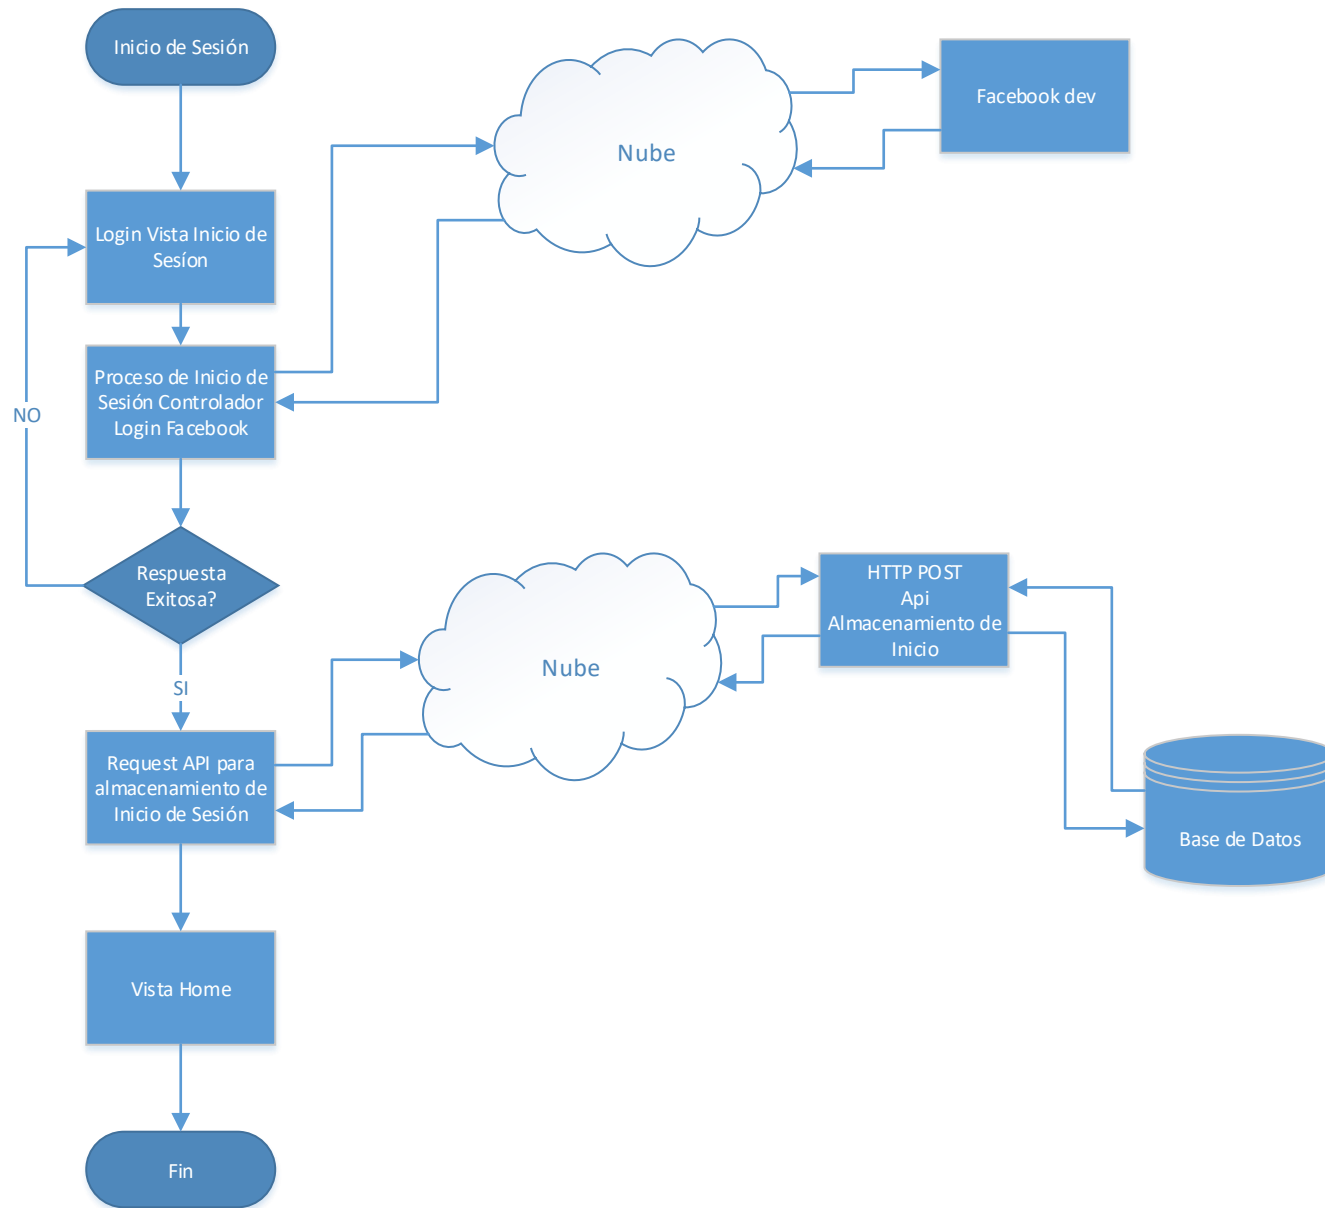 Inicio de Sesión
Nube
Facebook dev
Login Vista Inicio de
Sesíon
Proceso de Inicio de
Sesión Controlador
Login Facebook
NO
Respuesta
Exitosa?
SI
Nube
HTTP POST
Api
Almacenamiento de
Inicio
Request API para
almacenamiento de
Inicio de Sesión
Base de Datos
Vista Home
Fin